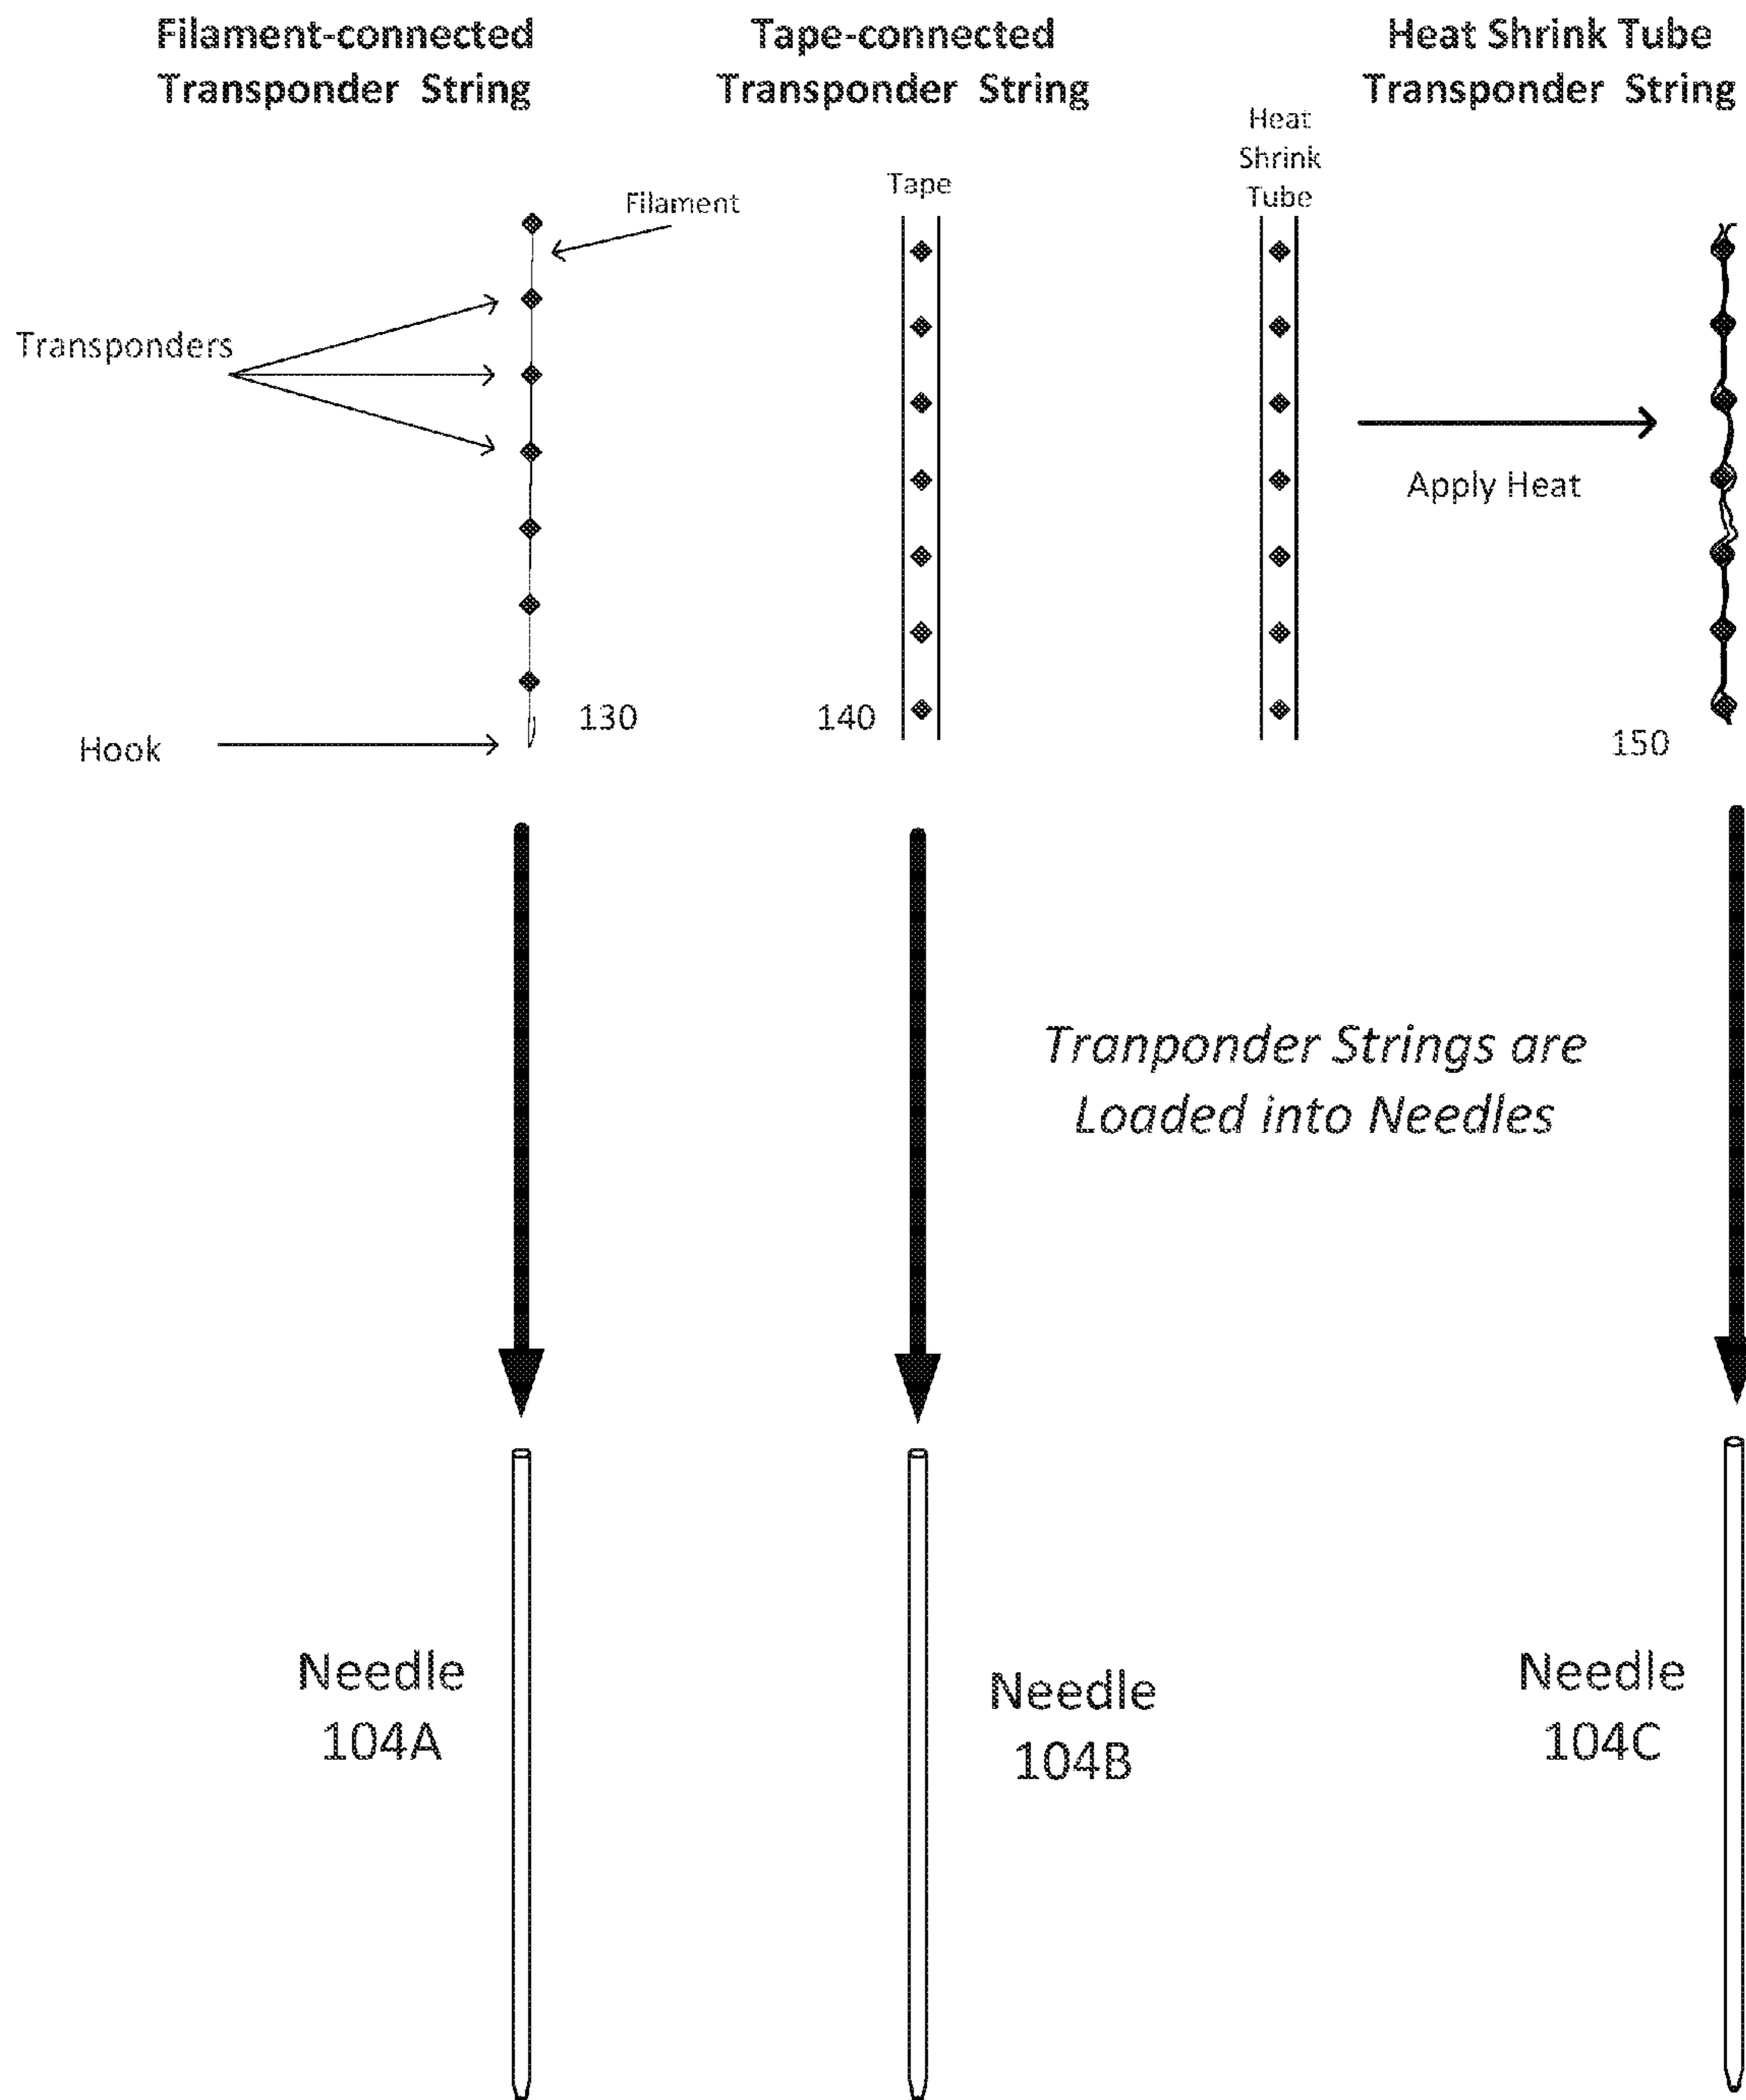 Filament-connected
Transponder String
Tape-connected
Transponder String
Heat Shrink Tube
Transponder String
Heat
Shrink
Tube
Tape
Filament
Transponders
Apply Heat
130
140
150
Hook
Tranponder Strings are
Loaded into Needles
Needle
104A
Needle
104B
Needle
104C